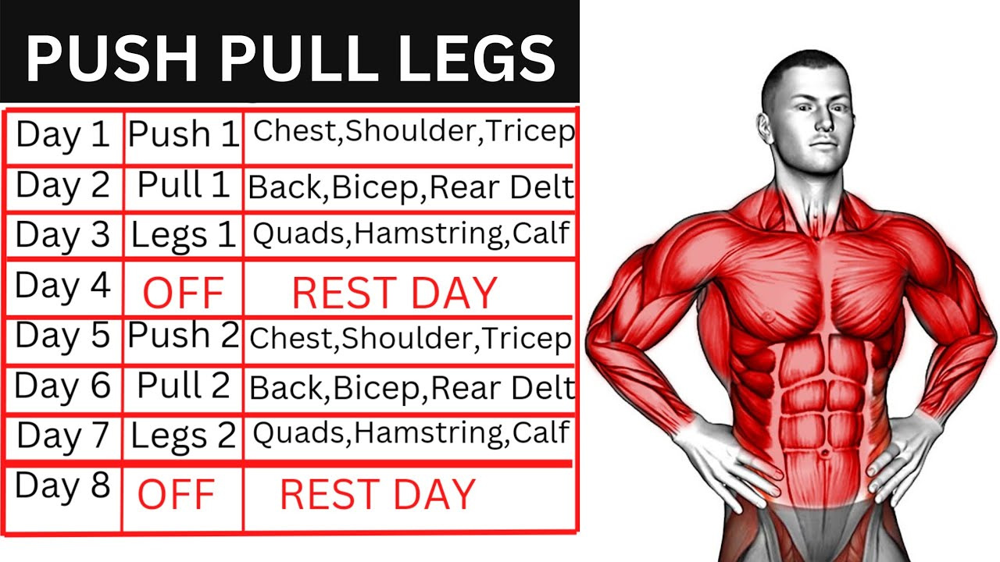 PUSH PULL LEGS
Day 1 Push 1 Chest,Shoulder,Tricep
Day 2 Pull 1 Back,Bicep,Rear Delt
Day 3 Legs 1 Quads,Hamstring,Calf
Day 4 OFF REST DAY
Day 5 Push 2 Chest,Shoulder,Tricep
Day 6 Pull 2 Back,Bicep,Rear Delt
Day 7 Legs 2 Quads,Hamstring,Calf
Day 8 OFF REST DAY